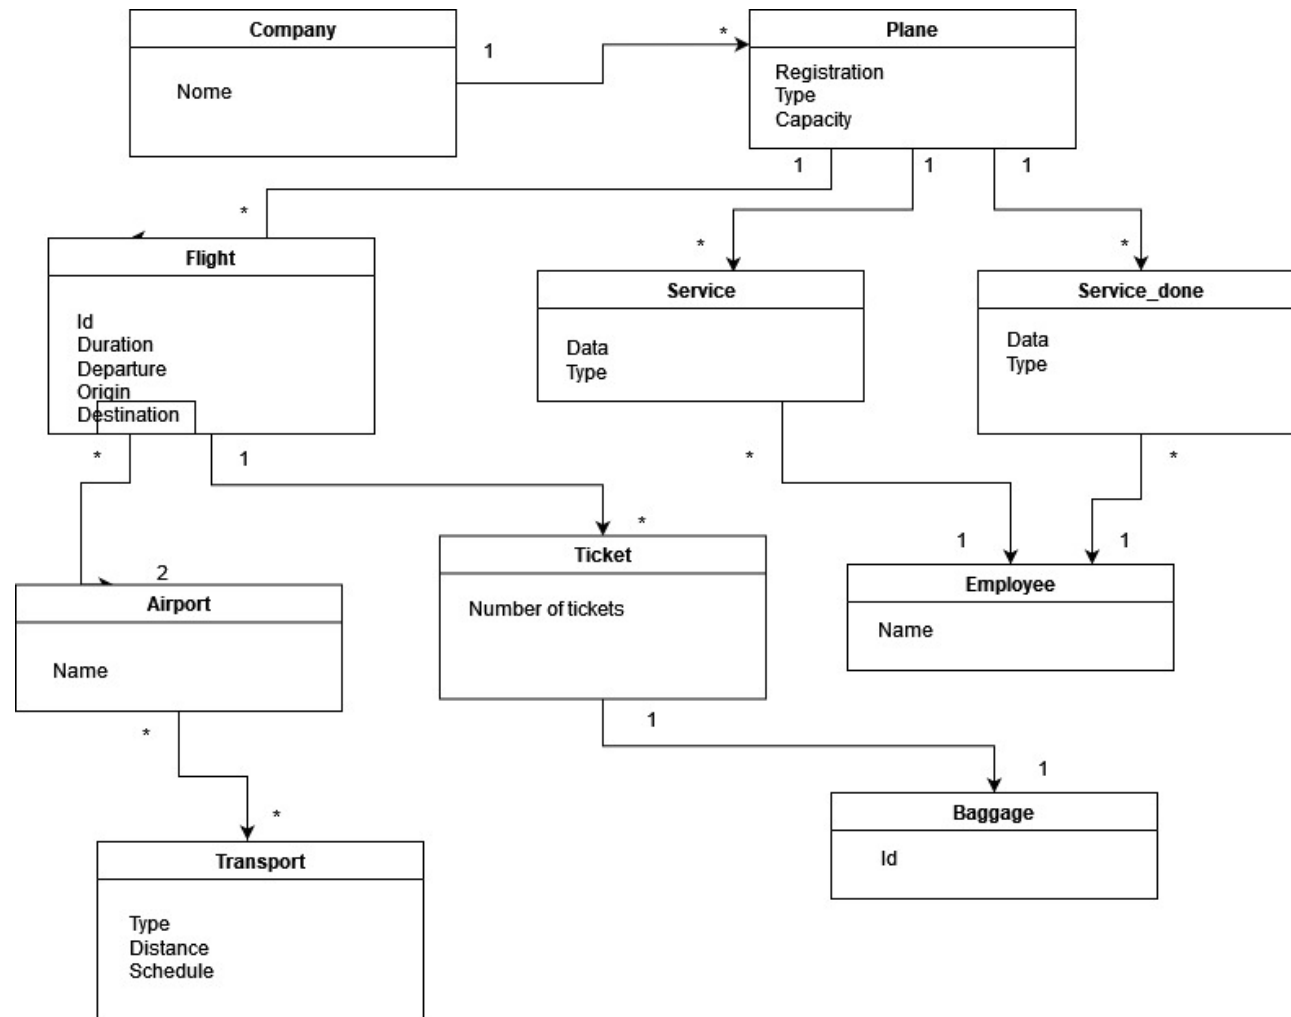 Company
Nome
1
*
Plane
Registration
Type
Capacity
1
1
1
*
*
*
Flight
Id
Duration
Departure
Origin
Destination
Service
Data
Type
Service_done
Data
Type
*
1
*
*
2
*
1
1
Airport
Name
Ticket
Number of tickets
Employee
Name
*
1
*
1
Transport
Type
Distance
Schedule
Baggage
Id